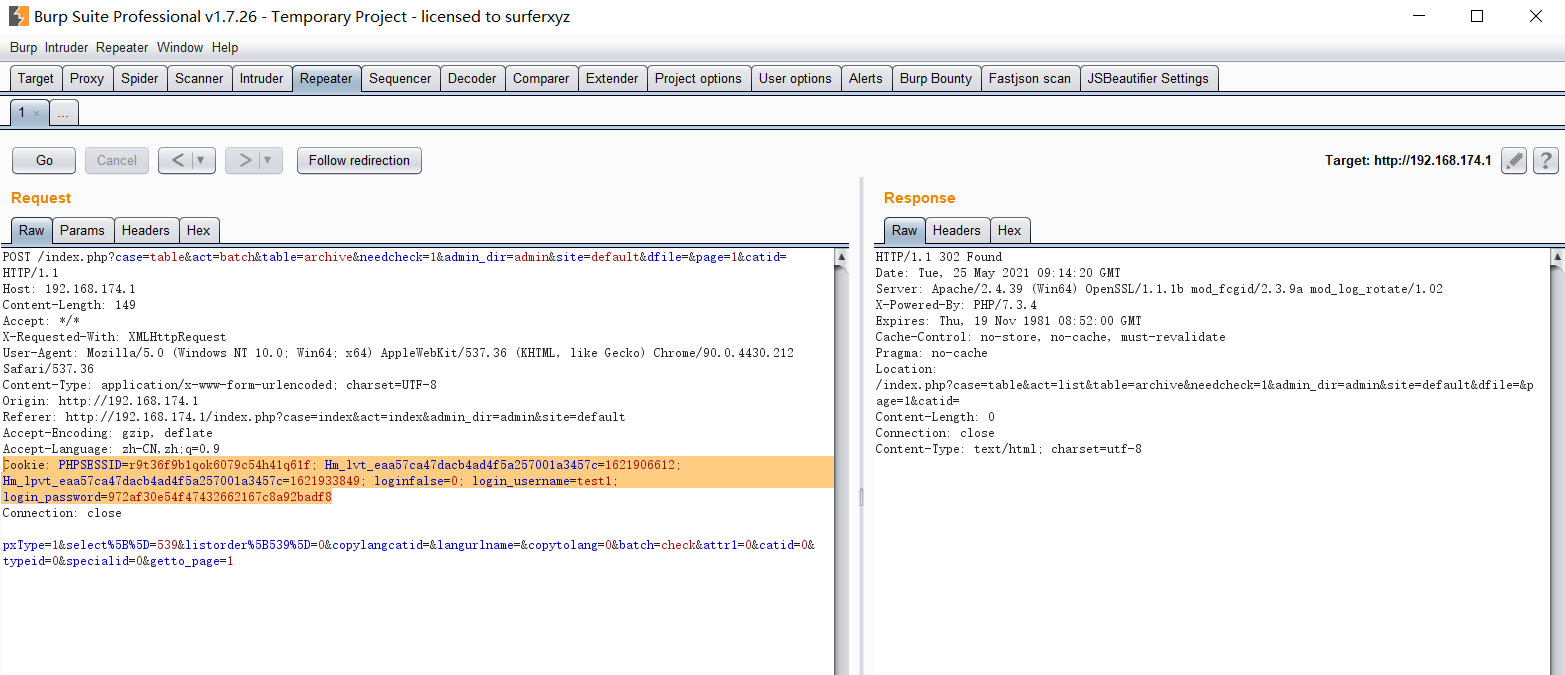 Burp Suite Professional v1.7.26 - Temporary Project - licensed to surferxyz
Burp Intruder Repeater Window Help
Target Proxy Spider Scanner Intruder Repeater Sequencer Decoder Comparer Extender Project options User options Alerts Burp Bounty Fastjson scan JSBeautifier Settings
1 × ...
Go Cancel < ▼ > ▼ Follow redirection Target: http://192.168.174.1 ?
Request
Raw Params Headers Hex
POST /index.php?case=table&act=batch&table=archive&needcheck=1&admin_dir=admin&site=default&dfile=&page=1&catid=
HTTP/1.1
Host: 192.168.174.1
Content-Length: 149
Accept: */*
X-Requested-With: XMLHttpRequest
User-Agent: Mozilla/5.0 (Windows NT 10.0; Win64; x64) AppleWebKit/537.36 (KHTML, like Gecko) Chrome/90.0.4430.212
Safari/537.36
Content-Type: application/x-www-form-urlencoded; charset=UTF-8
Origin: http://192.168.174.1
Referer: http://192.168.174.1/index.php?case=index&act=index&admin_dir=admin&site=default
Accept-Encoding: gzip, deflate
Accept-Language: zh-CN,zh;q=0.9
Cookie: PHPSESSID=r9t36f9b1qok6079c54h41q61f; Hm_lvt_eaa57ca47dacb4ad4f5a257001a3457c=1621906612;
Hm_lpvt_eaa57ca47dacb4ad4f5a257001a3457c=1621933849; loginfalse=0; login_username=test1;
login_password=972af30e54f47432662167c8a92badf8
Connection: close
pxType=1&select%5B%5D=539&listorder%5B539%5D=0&copylangcatid=&langurlname=&copytolang=0&batch=check&attr1=0&catid=0&
typeid=0&specialid=0&getto_page=1
Response
Raw Headers Hex
HTTP/1.1 302 Found
Date: Tue, 25 May 2021 09:14:20 GMT
Server: Apache/2.4.39 (Win64) OpenSSL/1.1.1b mod_fcgid/2.3.9a mod_log_rotate/1.02
X-Powered-By: PHP/7.3.4
Expires: Thu, 19 Nov 1981 08:52:00 GMT
Cache-Control: no-store, no-cache, must-revalidate
Pragma: no-cache
Location:
/index.php?case=table&act=list&table=archive&needcheck=1&admin_dir=admin&site=default&dfile=&p
age=1&catid=
Content-Length: 0
Connection: close
Content-Type: text/html; charset=utf-8